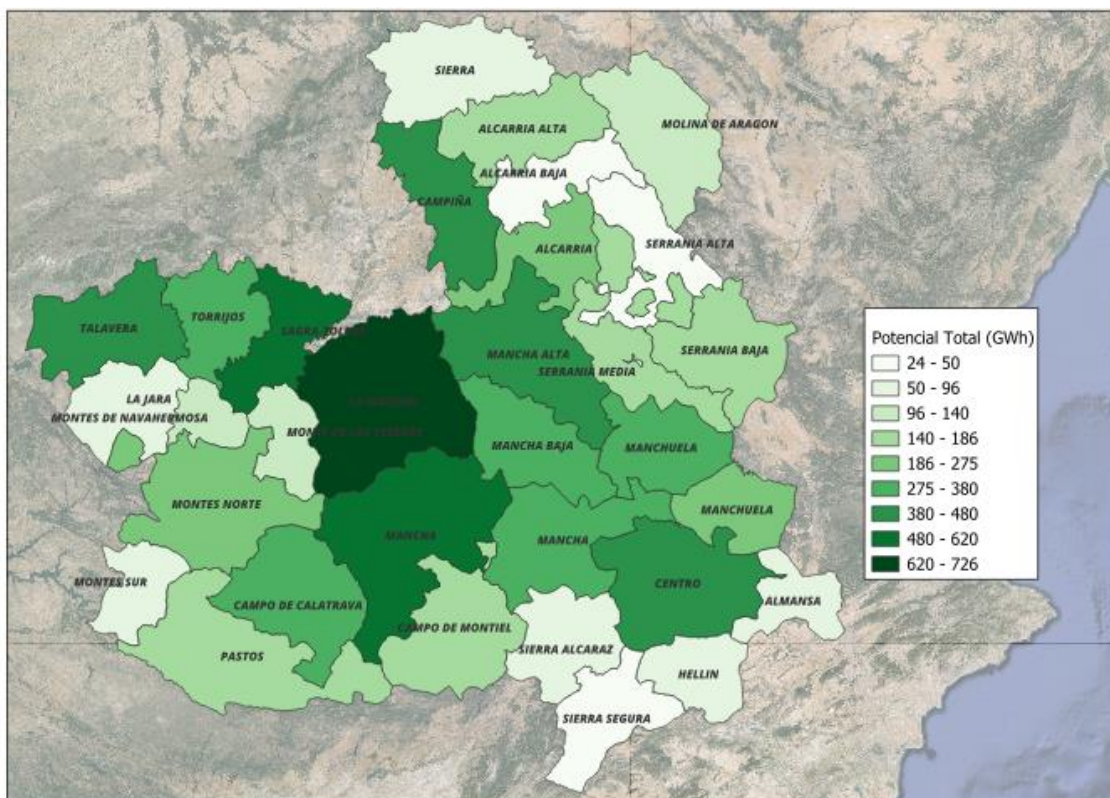 SIERRA
ALCARRIA ALTA
MOLINA DE ARAGON
ALCARRIA BAJA
CAMPIÑA
SERRANIA ALTA
ALCARRIA
TALAVERA
TORRIJOS
MANCHA ALTA
SERRANIA BAJA
SERRANIA MEDIA
LA JARA
MONTES DE NAVAHERMOSA
MANCHA BAJA
MANCHUELA
MONTES NORTE
MANCHUELA
MANCHA
MANCHA
MONTES SUR
CENTRO
ALMANSA
CAMPO DE CALATRAVA
CAMPO DE MONTIEL
PASTOS
SIERRA ALCARAZ
HELLIN
SIERRA SEGURA
Potencial Total (GWh)
24 - 50
50 - 96
96 - 140
140 - 186
186 - 275
275 - 380
380 - 480
480 - 620
620 - 726